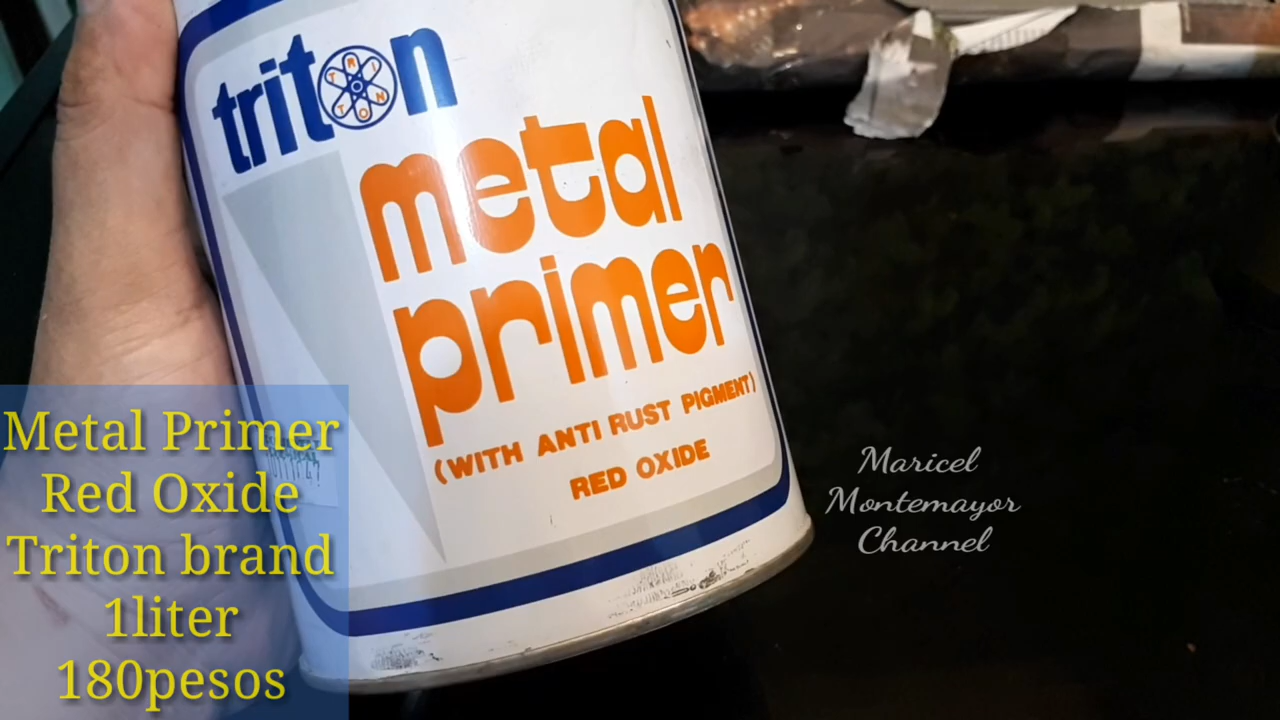 triton
TRITON
metal
primer
(WITH ANTI RUST PIGMENT)
RED OXIDE
Metal Primer
Red Oxide
Triton brand
1liter
180pesos
Maricel
Montemayor
Channel